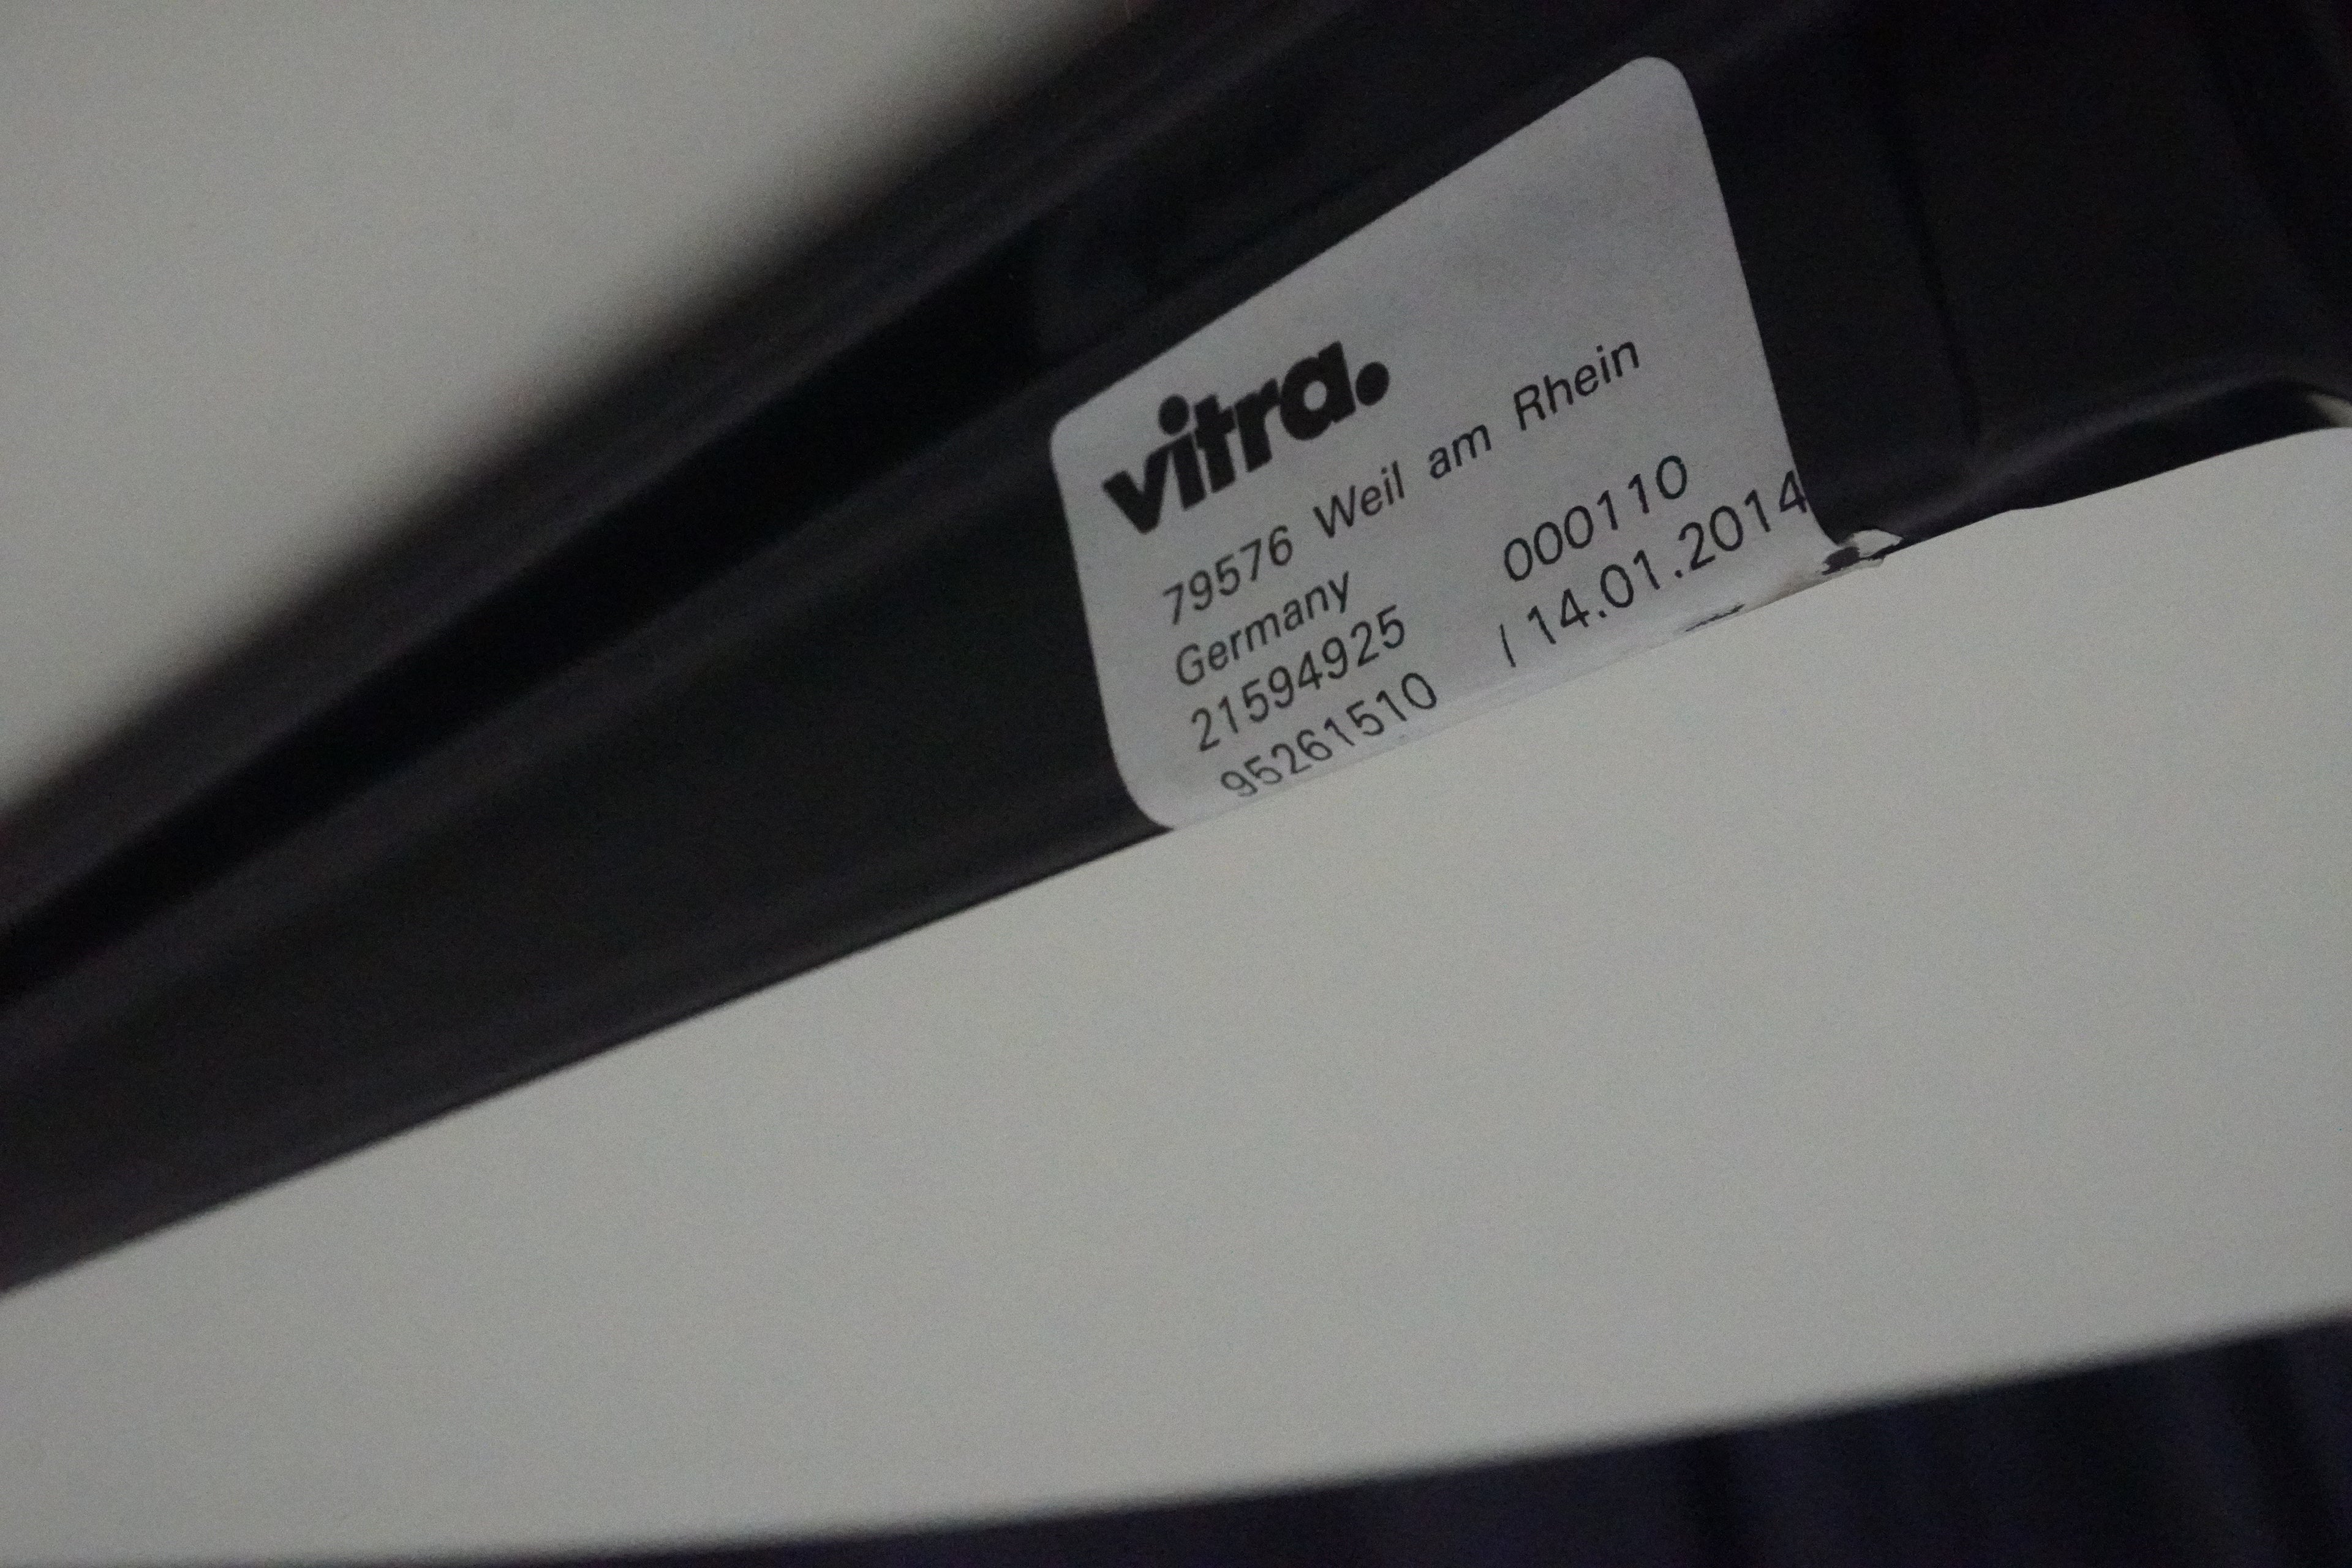 vitra.
79576 Weil am Rhein
Germany
21594925 000110
95261510 / 14.01.2014